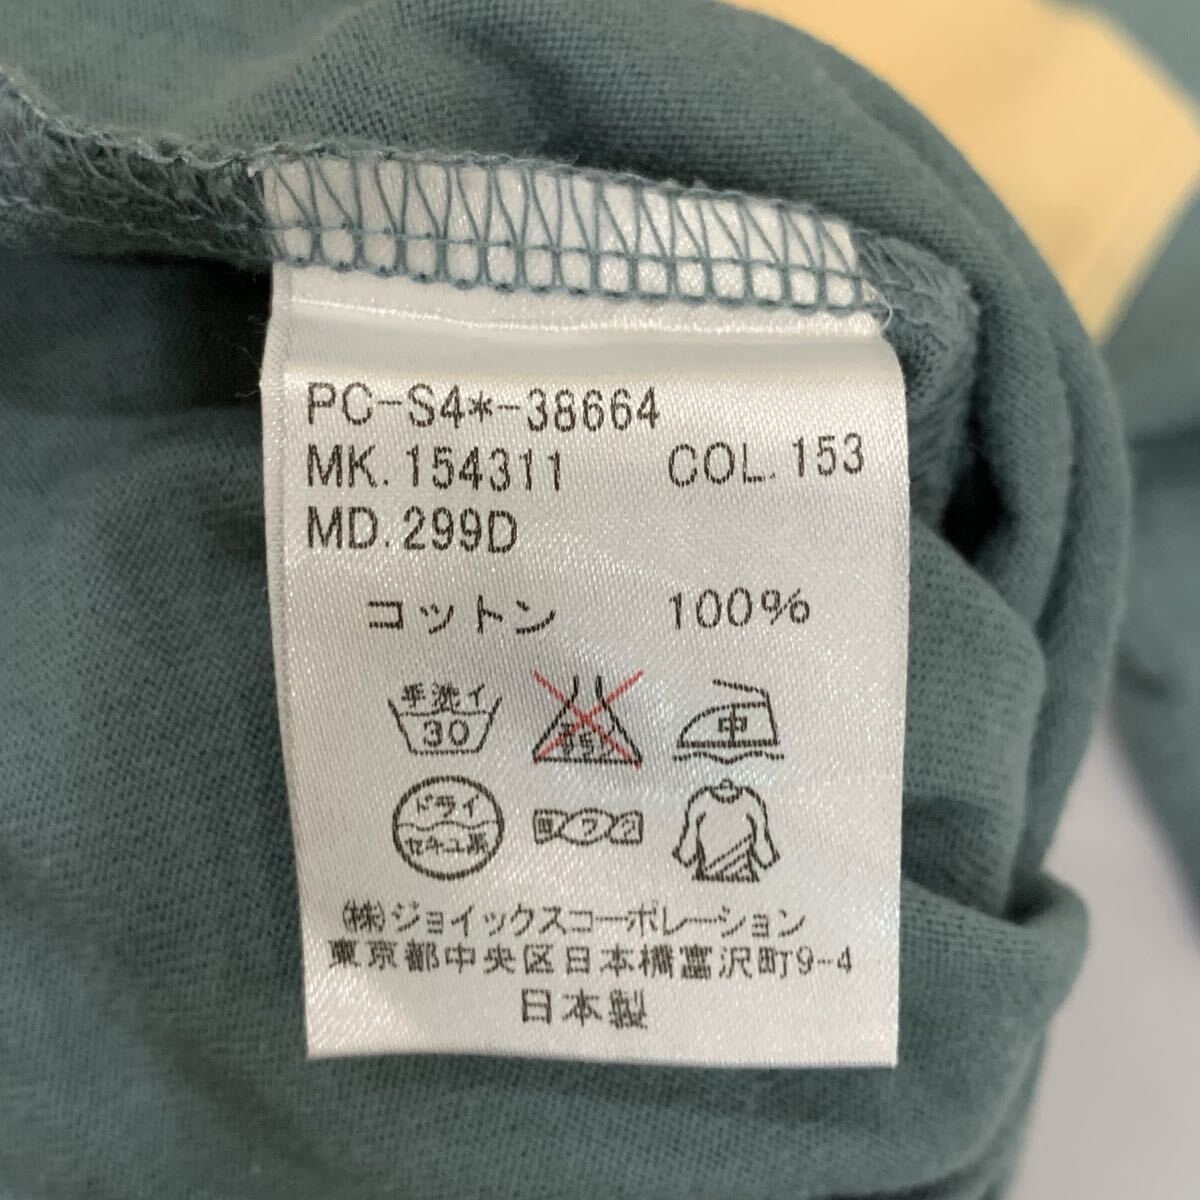 PC-S4*-38664
MK.154311 COL.153
MD.299D
コットン 100%
手洗イ
30
中
ドライ
セキユ系
(株)ジョイックスコーポレーション
東京都中央区日本橋富沢町9-4
日本製